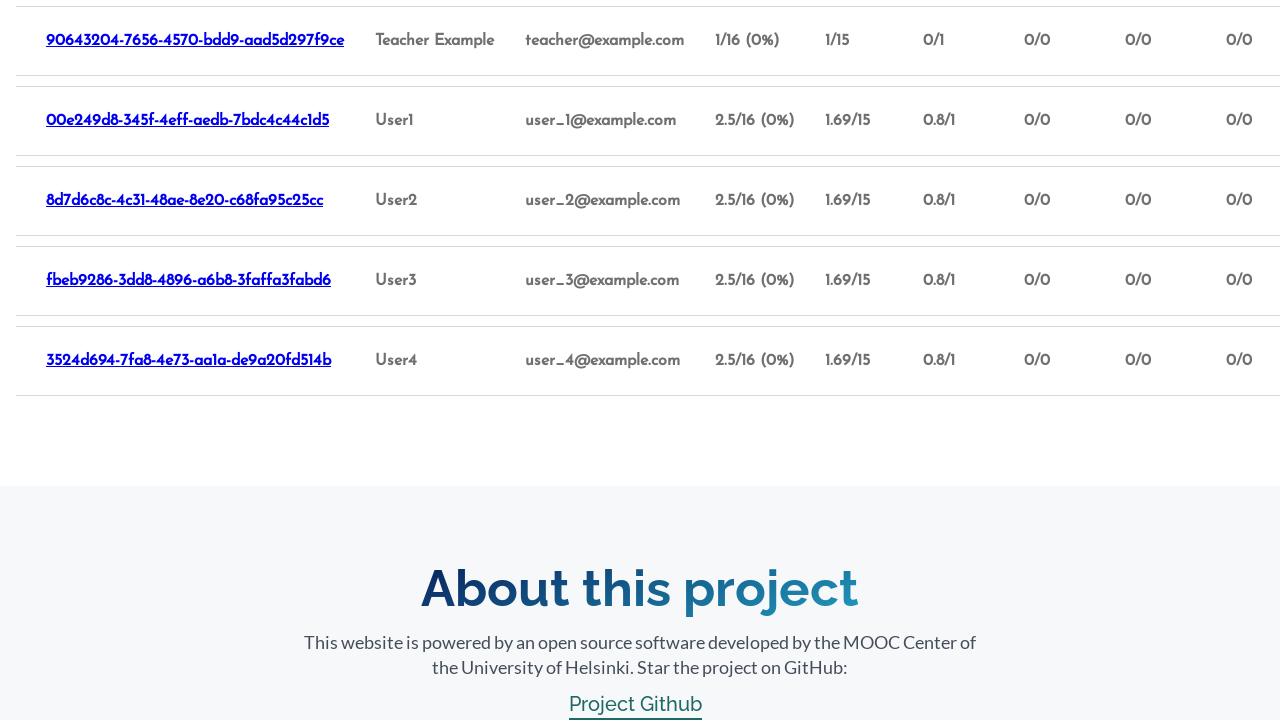 90643204-7656-4570-bdd9-aad5d297f9ce Teacher Example teacher@example.com 1/16 (0%) 1/15 0/1 0/0 0/0 0/0
00e249d8-345f-4eff-aedb-7bdc4c44c1d5 User1 user_1@example.com 2.5/16 (0%) 1.69/15 0.8/1 0/0 0/0 0/0
8d7d6c8c-4c31-48ae-8e20-c68fa95c25cc User2 user_2@example.com 2.5/16 (0%) 1.69/15 0.8/1 0/0 0/0 0/0
fbeb9286-3dd8-4896-a6b8-3faffa3fabd6 User3 user_3@example.com 2.5/16 (0%) 1.69/15 0.8/1 0/0 0/0 0/0
3524d694-7fa8-4e73-aa1a-de9a20fd514b User4 user_4@example.com 2.5/16 (0%) 1.69/15 0.8/1 0/0 0/0 0/0
About this project
This website is powered by an open source software developed by the MOOC Center of
the University of Helsinki. Star the project on GitHub:
Project Github